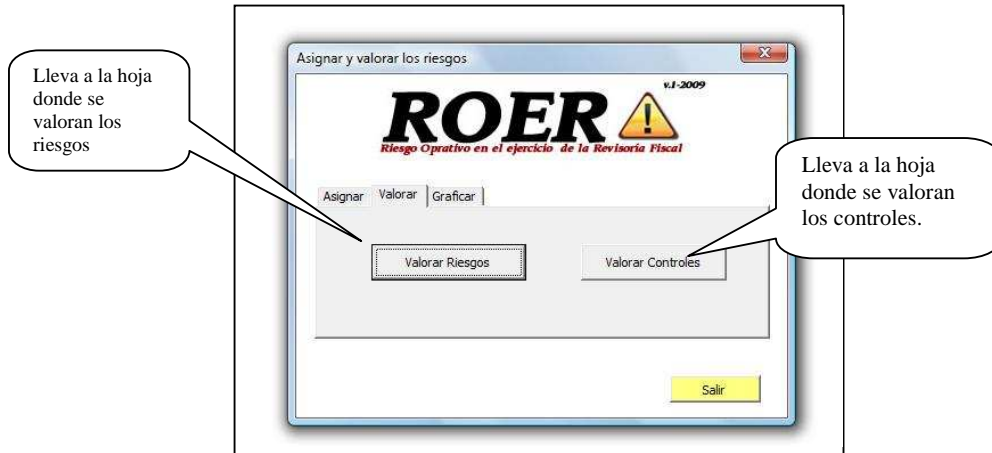 Lleva a la hoja
donde se
valoran los
riesgos
Asignar y valorar los riesgos
v.1-2009
ROER
Riesgo Oprativo en el ejercicio de la Revisoría Fiscal
Lleva a la hoja
donde se valoran
los controles.
Asignar Valorar Graficar
Valorar Riesgos Valorar Controles
Salir